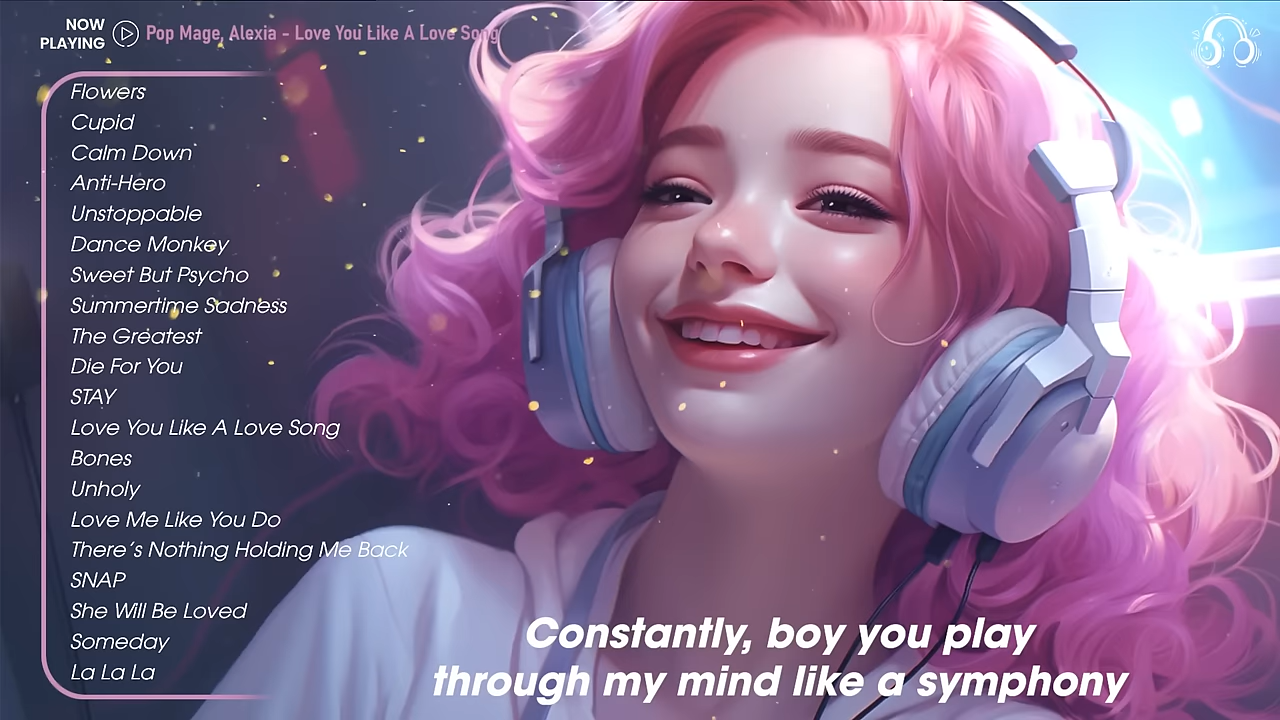 NOW
PLAYING
Pop Mage, Alexia - Love You Like A Love Song
Flowers
Cupid
Calm Down
Anti-Hero
Unstoppable
Dance Monkey
Sweet But Psycho
Summertime Sadness
The Greatest
Die For You
STAY
Love You Like A Love Song
Bones
Unholy
Love Me Like You Do
There's Nothing Holding Me Back
SNAP
She Will Be Loved
Someday
La La La
Constantly, boy you play
through my mind like a symphony